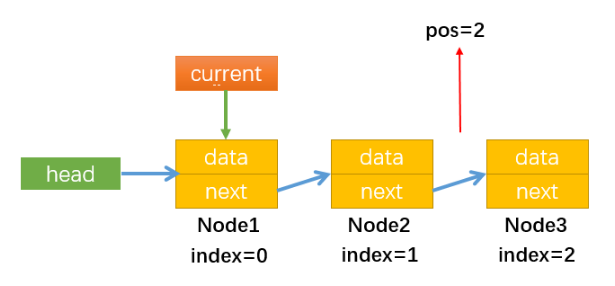 pos=2
current
head
data
next
data
next
data
next
Node1
Node2
Node3
index=0
index=1
index=2